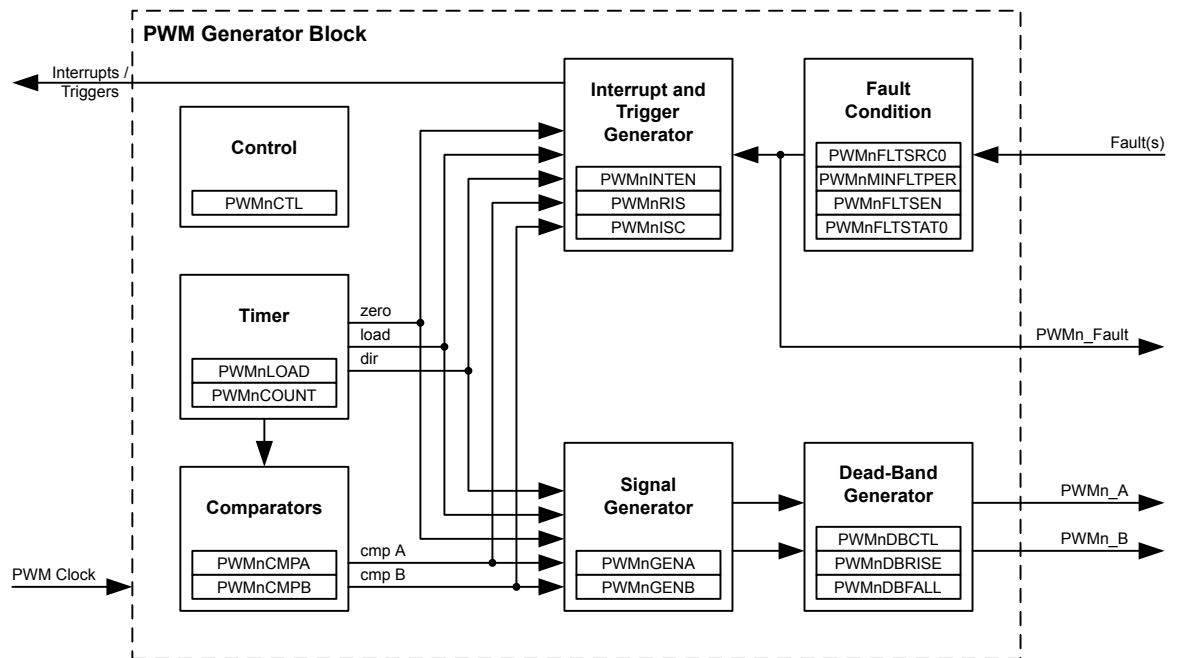 PWM Generator Block
Interrupts /
Triggers
Control
PWMnCTL
Interrupt and
Trigger
Generator
PWMnINTEN
PWMnRIS
PWMnISC
Fault
Condition
PWMnFLTSRC0
PWMnMINFLTPER
PWMnFLTSEN
PWMnFLTSTAT0
Fault(s)
Timer
PWMnLOAD
PWMnCOUNT
zero
load
dir
PWMn_Fault
Comparators
PWMnCMPA
PWMnCMPB
cmp A
cmp B
Signal
Generator
PWMnGENA
PWMnGENB
Dead-Band
Generator
PWMnDBCTL
PWMnDBRISE
PWMnDBFALL
PWMn_A
PWMn_B
PWM Clock